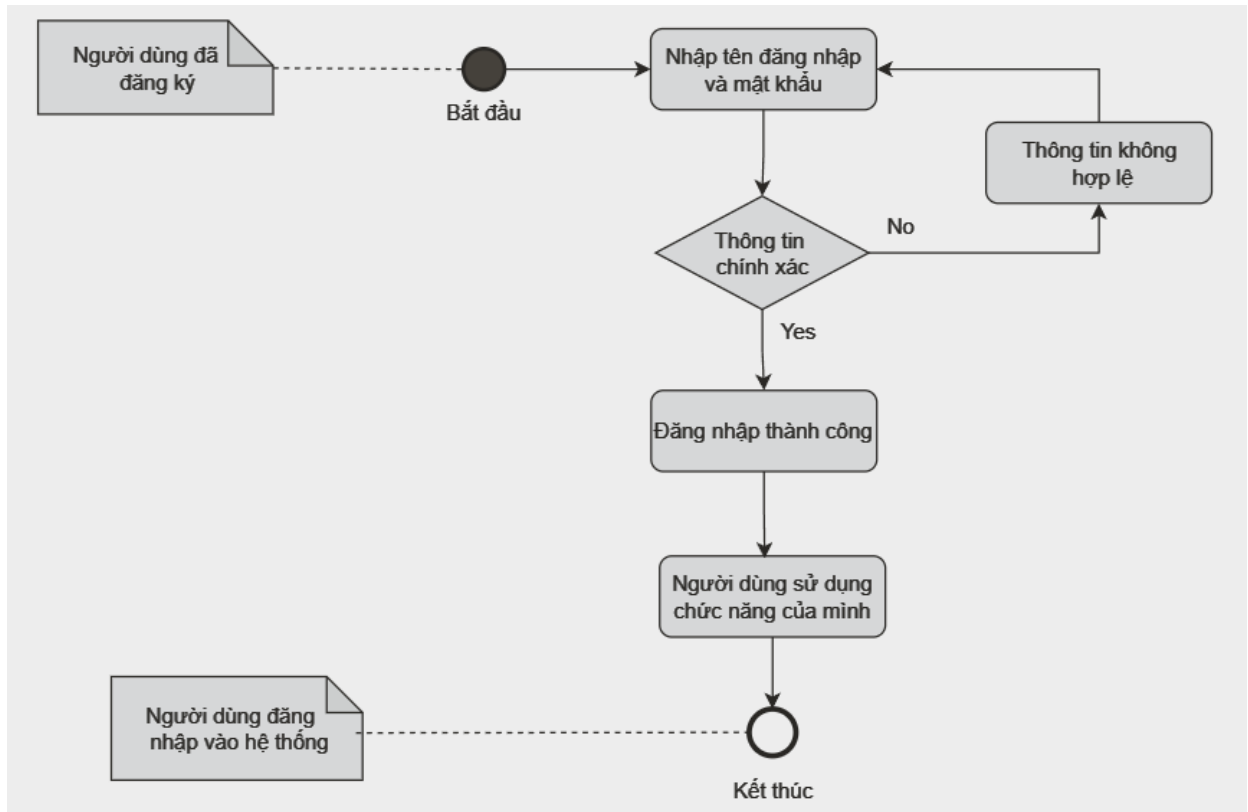 Người dùng đã
đăng ký
Bắt đầu
Nhập tên đăng nhập
và mật khẩu
Thông tin không
hợp lệ
Thông tin
chính xác
No
Yes
Đăng nhập thành công
Người dùng sử dụng
chức năng của mình
Người dùng đăng
nhập vào hệ thống
Kết thúc